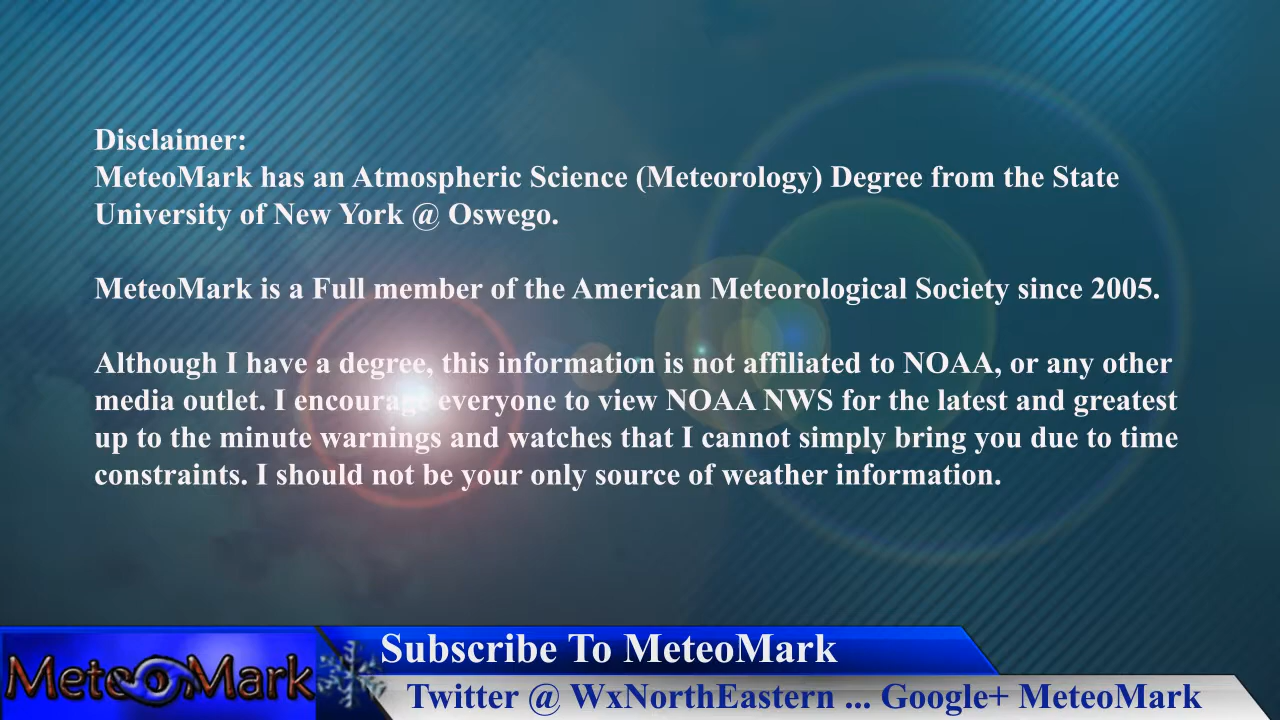 Disclaimer:
MeteoMark has an Atmospheric Science (Meteorology) Degree from the State
University of New York @ Oswego.
MeteoMark is a Full member of the American Meteorological Society since 2005.
Although I have a degree, this information is not affiliated to NOAA, or any other
media outlet. I encourage everyone to view NOAA NWS for the latest and greatest
up to the minute warnings and watches that I cannot simply bring you due to time
constraints. I should not be your only source of weather information.
Subscribe To MeteoMark
MeteoMark
Twitter @ WxNorthEastern ... Google+ MeteoMark